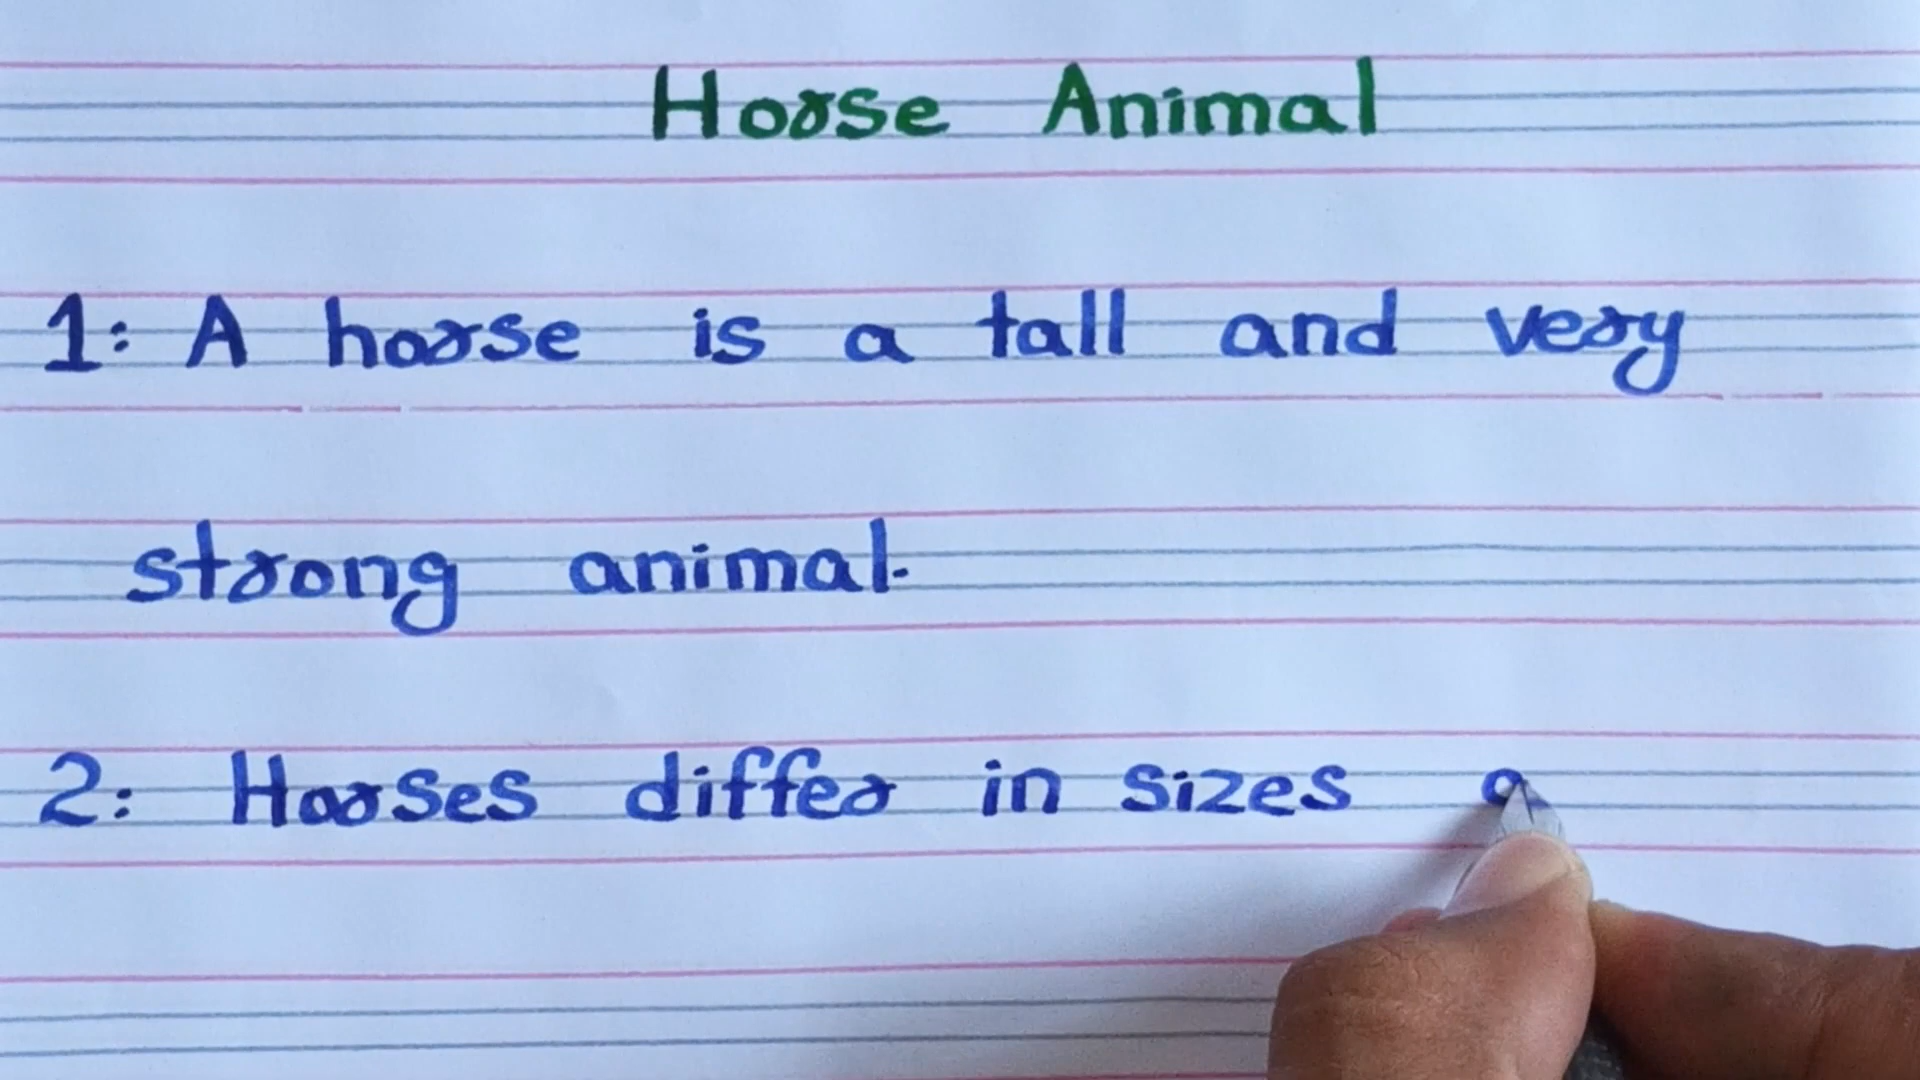 Horse Animal
1: A horse is a tall and very
strong animal.
2: Horses differ in sizes a